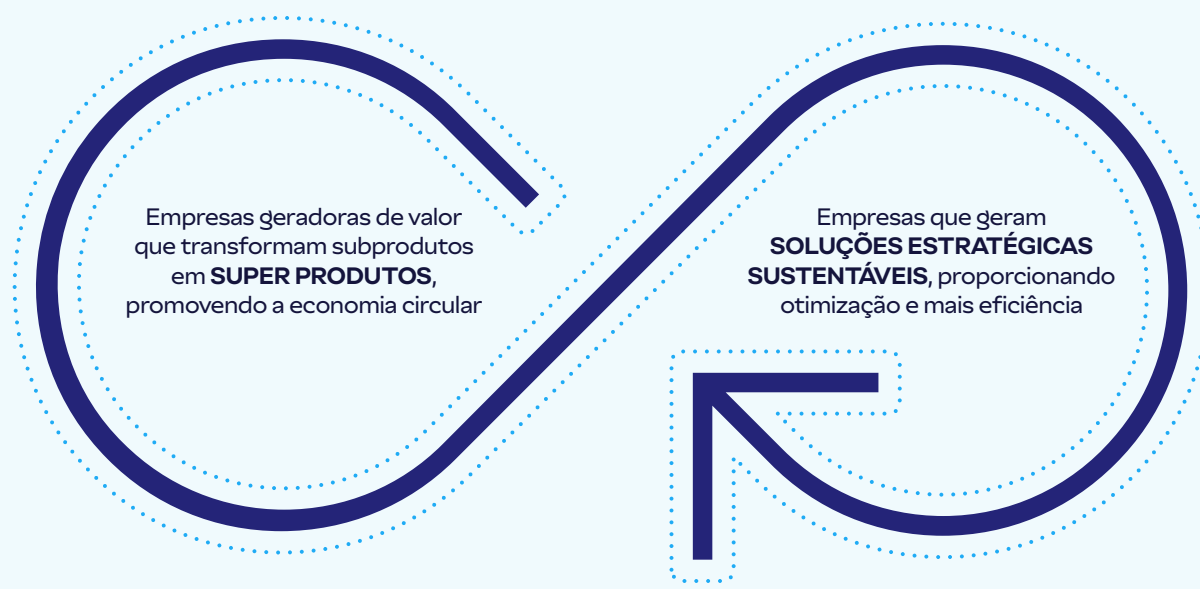 Empresas geradoras de valor
que transformam subprodutos
em SUPER PRODUTOS,
promovendo a economia circular
Empresas que geram
SOLUÇÕES ESTRATÉGICAS
SUSTENTÁVEIS, proporcionando
otimização e mais eficiência